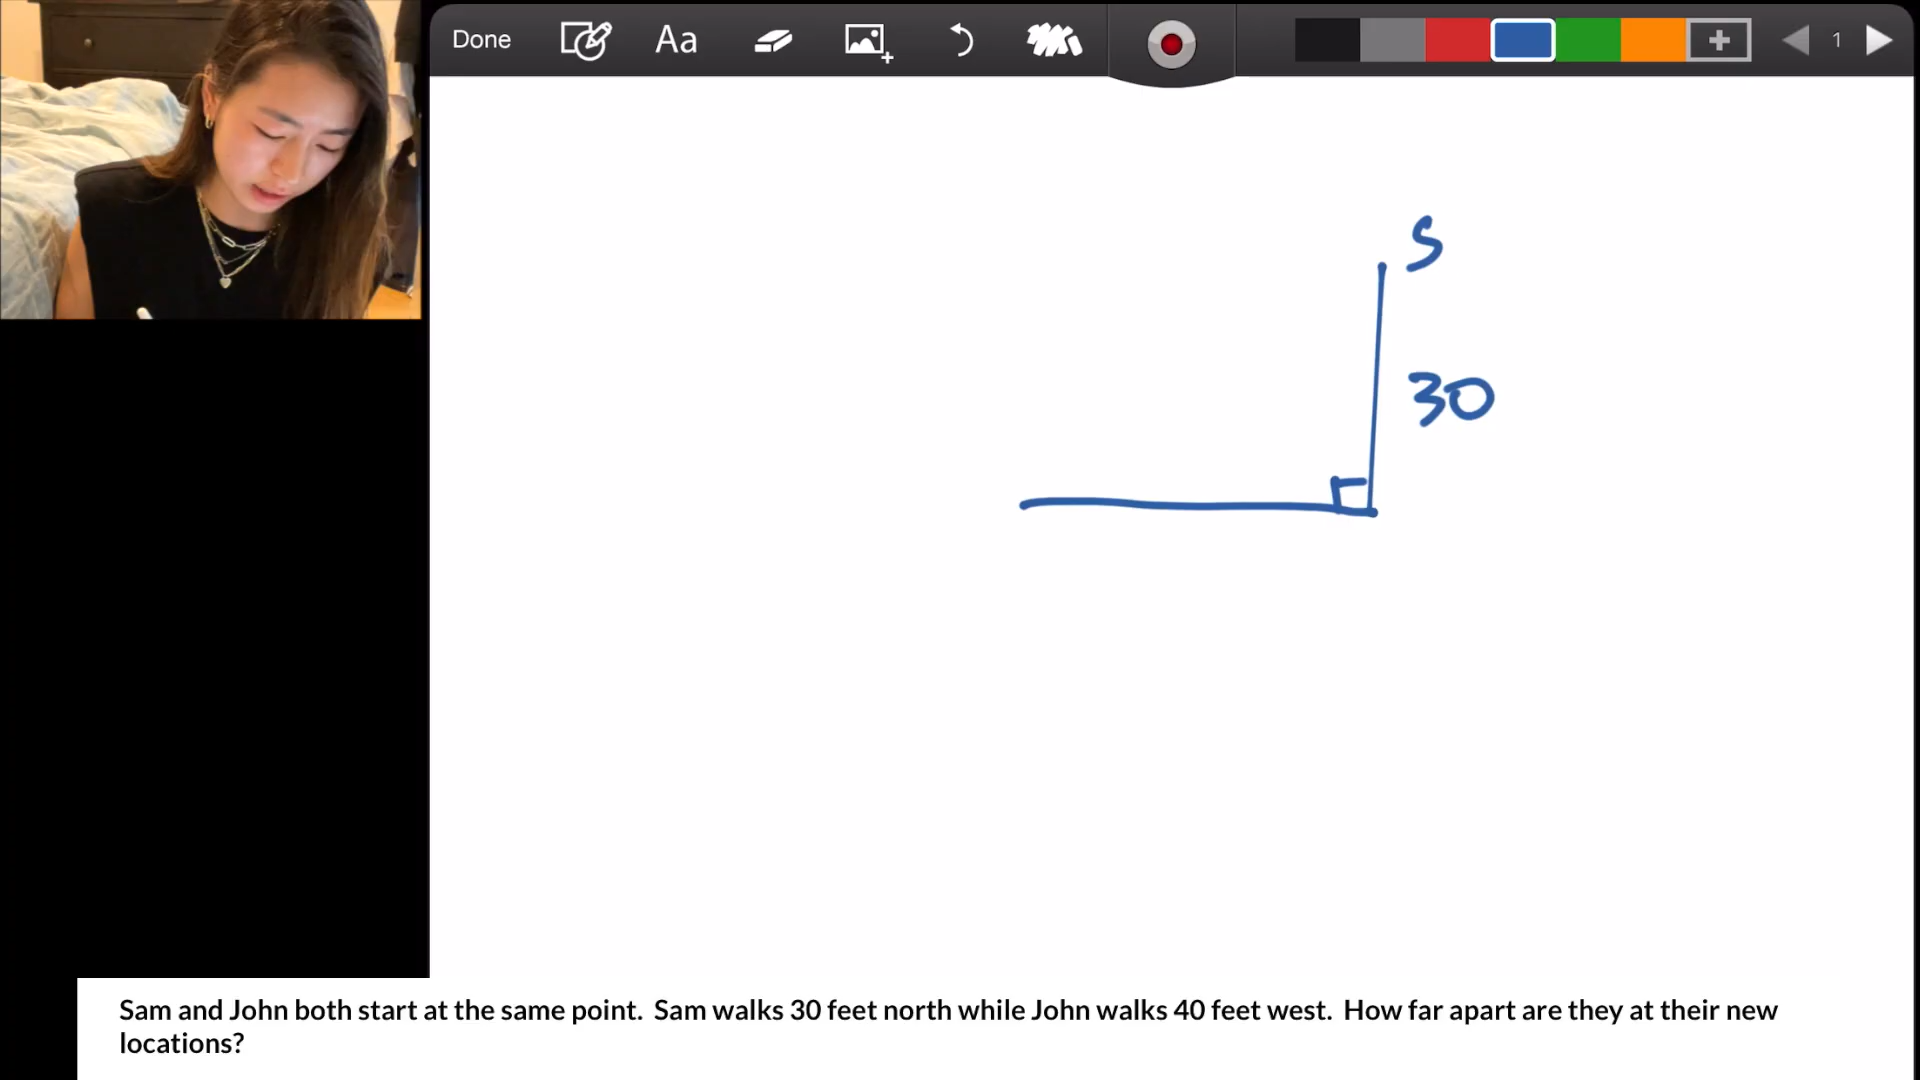 Done Aa 1
S
30
Sam and John both start at the same point. Sam walks 30 feet north while John walks 40 feet west. How far apart are they at their new
locations?